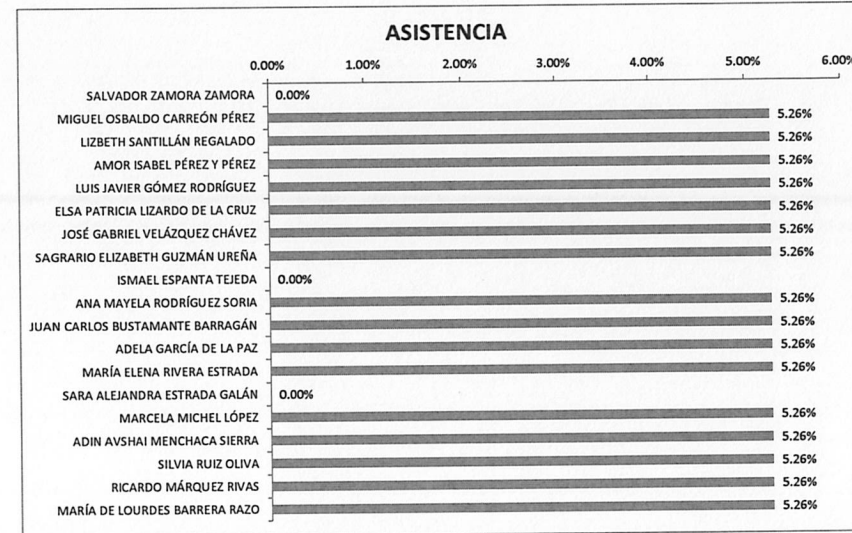 ASISTENCIA
0.00% 1.00% 2.00% 3.00% 4.00% 5.00% 6.00%
SALVADOR ZAMORA ZAMORA 0.00%
MIGUEL OSBALDO CARREÓN PÉREZ 5.26%
LIZBETH SANTILLÁN REGALADO 5.26%
AMOR ISABEL PÉREZ Y PÉREZ 5.26%
LUIS JAVIER GÓMEZ RODRÍGUEZ 5.26%
ELSA PATRICIA LIZARDO DE LA CRUZ 5.26%
JOSÉ GABRIEL VELÁZQUEZ CHÁVEZ 5.26%
SAGRARIO ELIZABETH GUZMÁN UREÑA 5.26%
ISMAEL ESPANTA TEJEDA 0.00%
ANA MAYELA RODRÍGUEZ SORIA 5.26%
JUAN CARLOS BUSTAMANTE BARRAGÁN 5.26%
ADELA GARCÍA DE LA PAZ 5.26%
MARÍA ELENA RIVERA ESTRADA 5.26%
SARA ALEJANDRA ESTRADA GALÁN 0.00%
MARCELA MICHEL LÓPEZ 5.26%
ADIN AVSHAI MENCHACA SIERRA 5.26%
SILVIA RUIZ OLIVA 5.26%
RICARDO MÁRQUEZ RIVAS 5.26%
MARÍA DE LOURDES BARRERA RAZO 5.26%